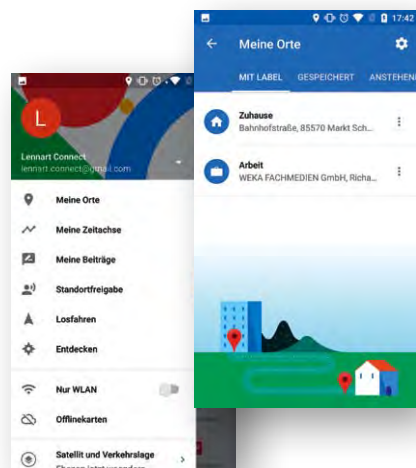 L
Lennart Connect
lennart.connect@gmail.com
Meine Orte
Meine Zeitachse
Meine Beiträge
Standortfreigabe
Losfahren
Entdecken
Nur WLAN
Offlinekarten
Satellit und Verkehrslage
17:42
Meine Orte
MIT LABEL GESPEICHERT ANSTEHEN
Zuhause
Bahnhofstraße, 85570 Markt Sch...
Arbeit
WEKA FACHMEDIEN GmbH, Richa...